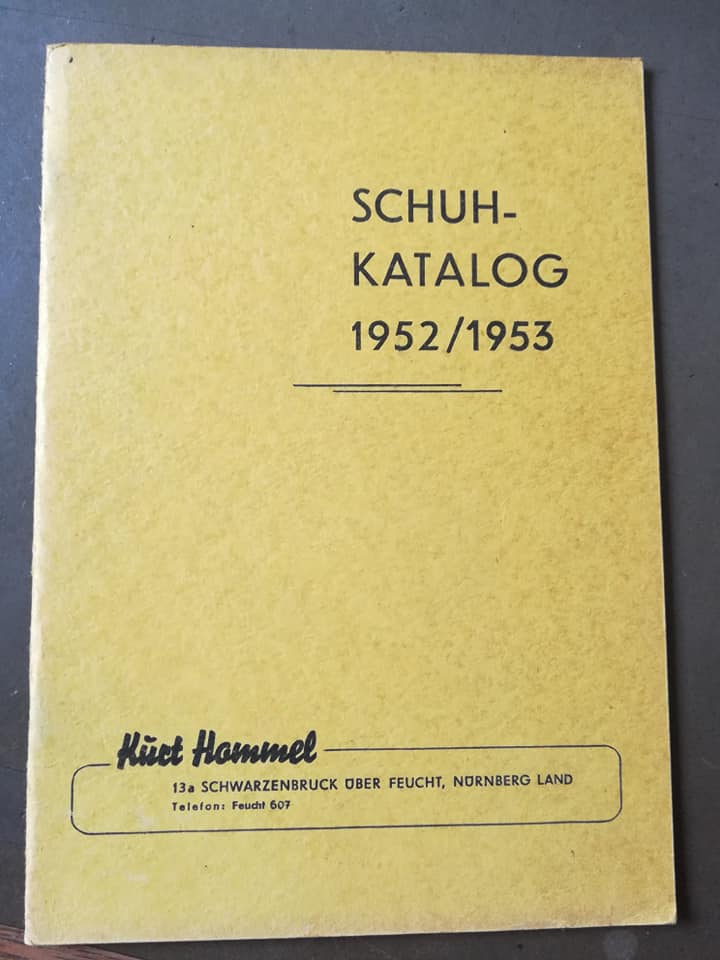 SCHUH-
KATALOG
1952/1953
Kurt Hammel
13a SCHWARZENBRUCK ÜBER FEUCHT, NÜRNBERG LAND
Telefon: Feucht 607